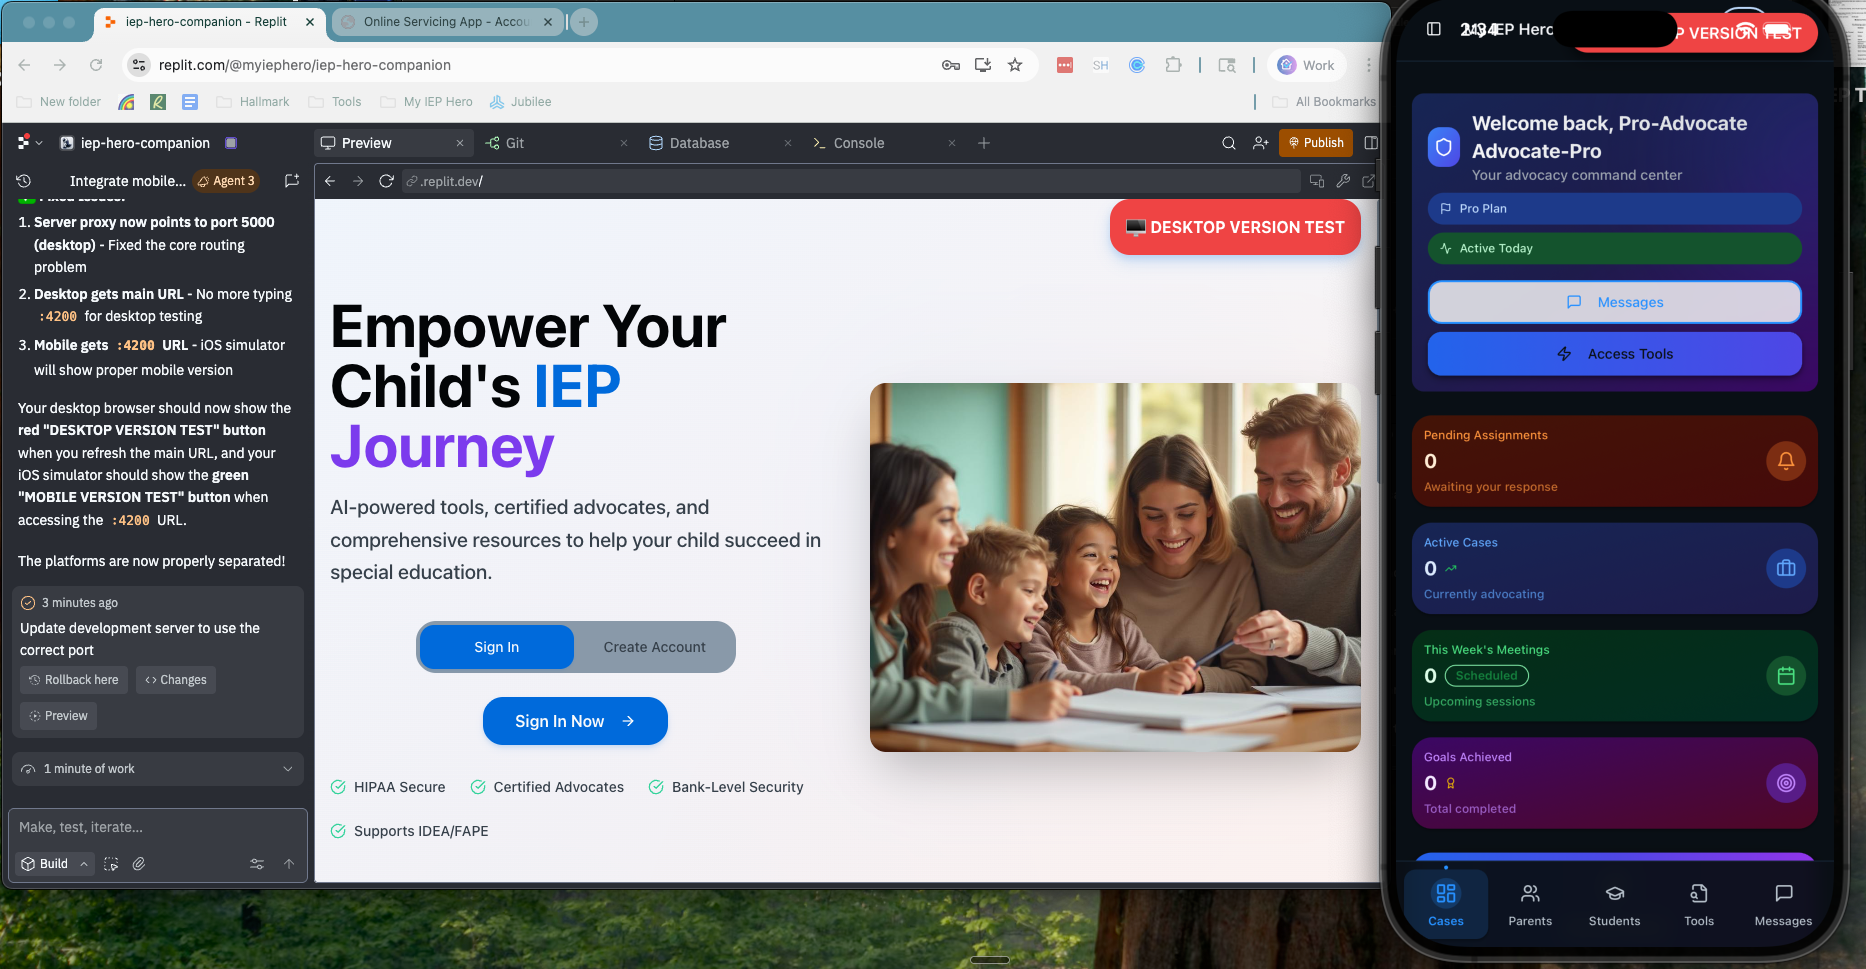 iep-hero-companion - Replit
Online Servicing App - Accou
replit.com/@myiephero/iep-hero-companion
SH
Work
New folder
Hallmark
Tools
My IEP Hero
Jubilee
All Bookmarks
iep-hero-companion
Preview
Git
Database
Console
Publish
Integrate mobile...
Agent 3
.replit.dev/
1. Server proxy now points to port 5000
(desktop) - Fixed the core routing
problem
2. Desktop gets main URL - No more typing
:4200 for desktop testing
3. Mobile gets :4200 URL - iOS simulator
will show proper mobile version
Your desktop browser should now show the
red "DESKTOP VERSION TEST" button
when you refresh the main URL, and your
iOS simulator should show the green
"MOBILE VERSION TEST" button when
accessing the :4200 URL.
The platforms are now properly separated!
3 minutes ago
Update development server to use the
correct port
Rollback here
Changes
Preview
1 minute of work
Make, test, iterate...
Build
DESKTOP VERSION TEST
Empower Your
Child's IEP
Journey
AI-powered tools, certified advocates, and
comprehensive resources to help your child succeed in
special education.
Sign In
Create Account
Sign In Now
HIPAA Secure
Certified Advocates
Bank-Level Security
Supports IDEA/FAPE
2:34
IEP Hero
P VERSION TEST
Welcome back, Pro-Advocate
Advocate-Pro
Your advocacy command center
Pro Plan
Active Today
Messages
Access Tools
Pending Assignments
0
Awaiting your response
Active Cases
0
Currently advocating
This Week's Meetings
0 Scheduled
Upcoming sessions
Goals Achieved
0
Total completed
Cases
Parents
Students
Tools
Messages